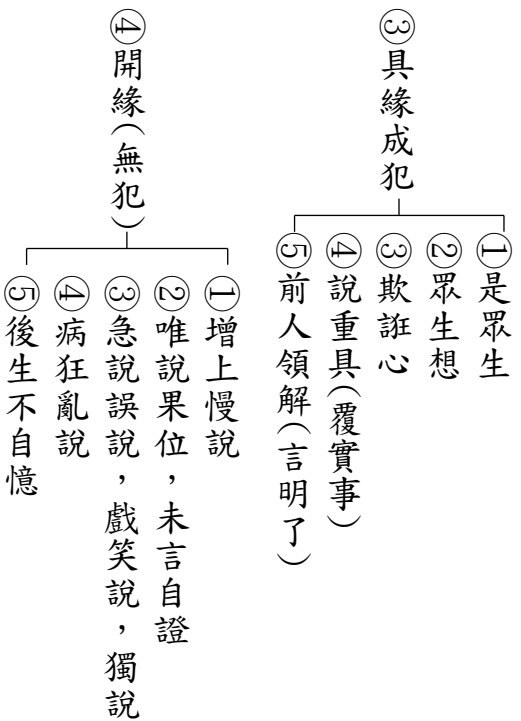 ③具緣成犯
①是眾生
②眾生想
③欺誑心
④說重具(覆實事)
⑤前人領解(言明了)
④開緣(無犯)
①增上慢說
②唯說果位，未言自證
③急說誤說，戲笑說，獨說
④病狂亂說
⑤後生不自憶